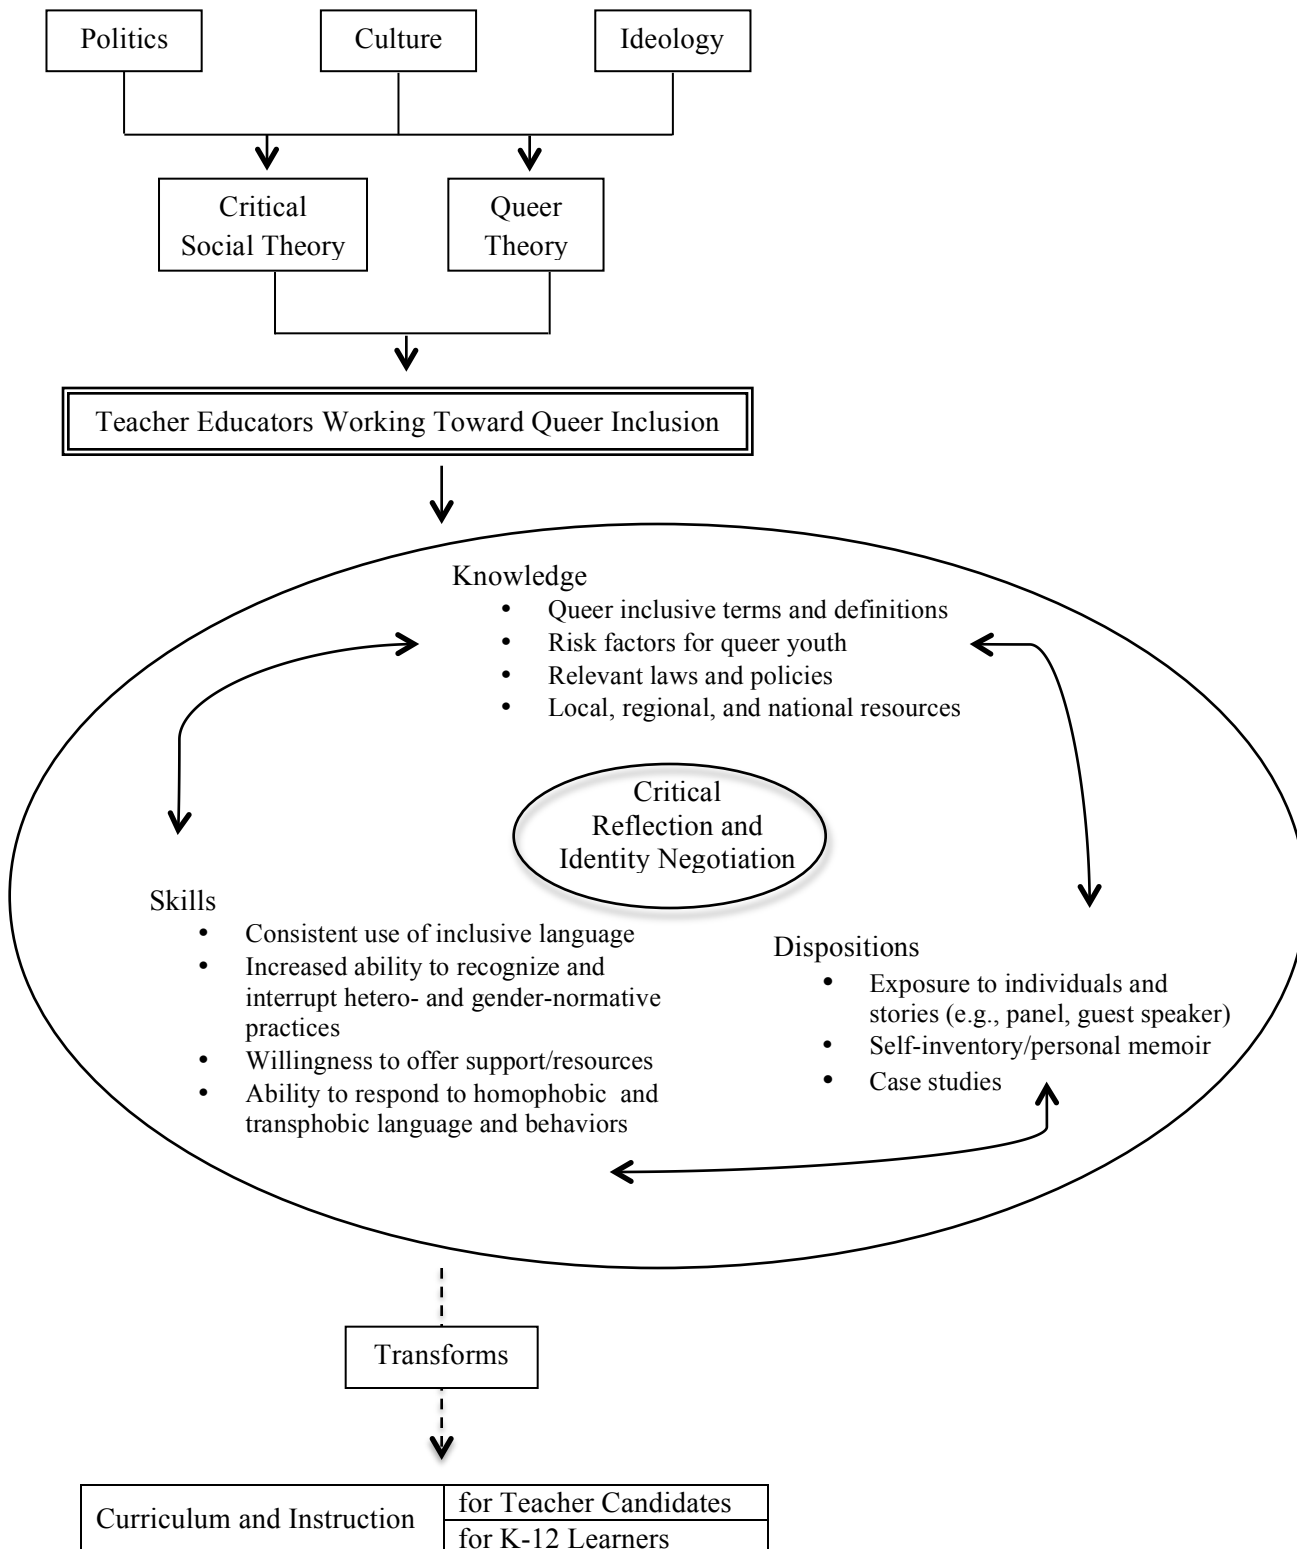 Politics
Culture
Ideology
Critical
Social Theory
Queer
Theory
Teacher Educators Working Toward Queer Inclusion
Knowledge
• Queer inclusive terms and definitions
• Risk factors for queer youth
• Relevant laws and policies
• Local, regional, and national resources
Critical
Reflection and
Identity Negotiation
Skills
• Consistent use of inclusive language
• Increased ability to recognize and
interrupt hetero- and gender-normative
practices
• Willingness to offer support/resources
• Ability to respond to homophobic and
transphobic language and behaviors
Dispositions
• Exposure to individuals and
stories (e.g., panel, guest speaker)
• Self-inventory/personal memoir
• Case studies
Transforms
Curriculum and Instruction
for Teacher Candidates
for K-12 Learners